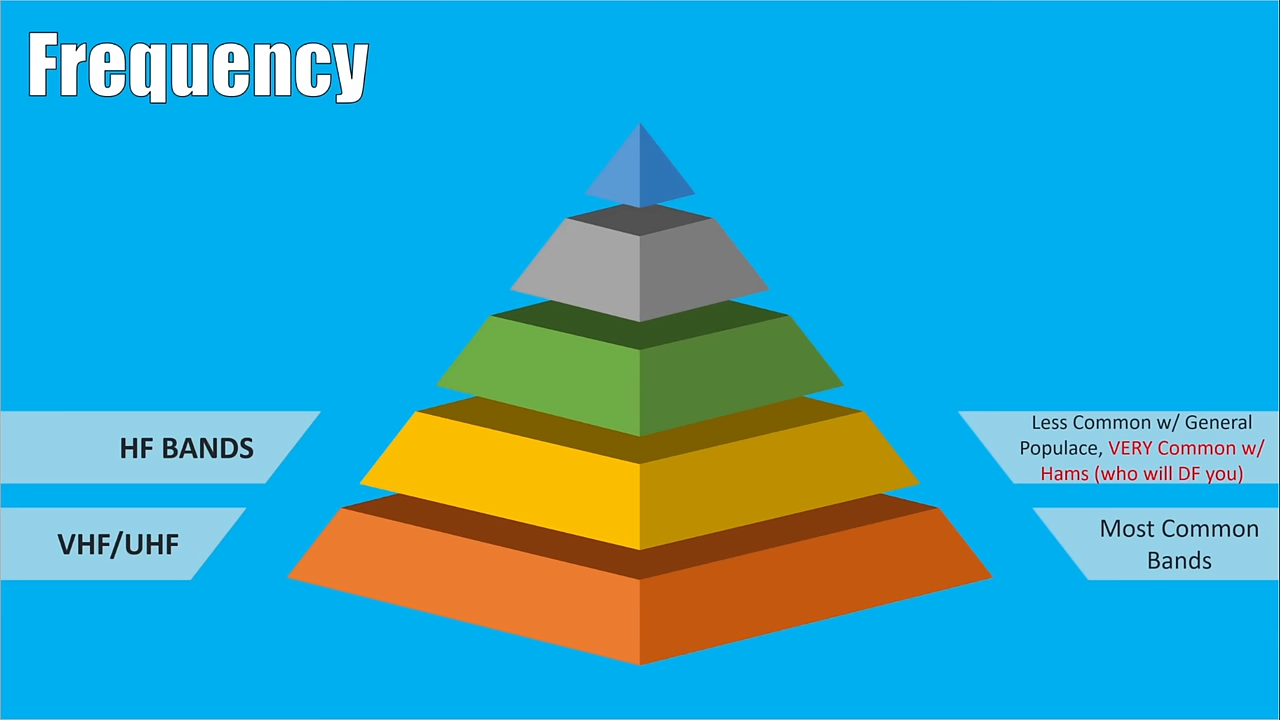 Frequency
HF BANDS
Less Common w/ General
Populace, VERY Common w/
Hams (who will DF you)
VHF/UHF
Most Common
Bands